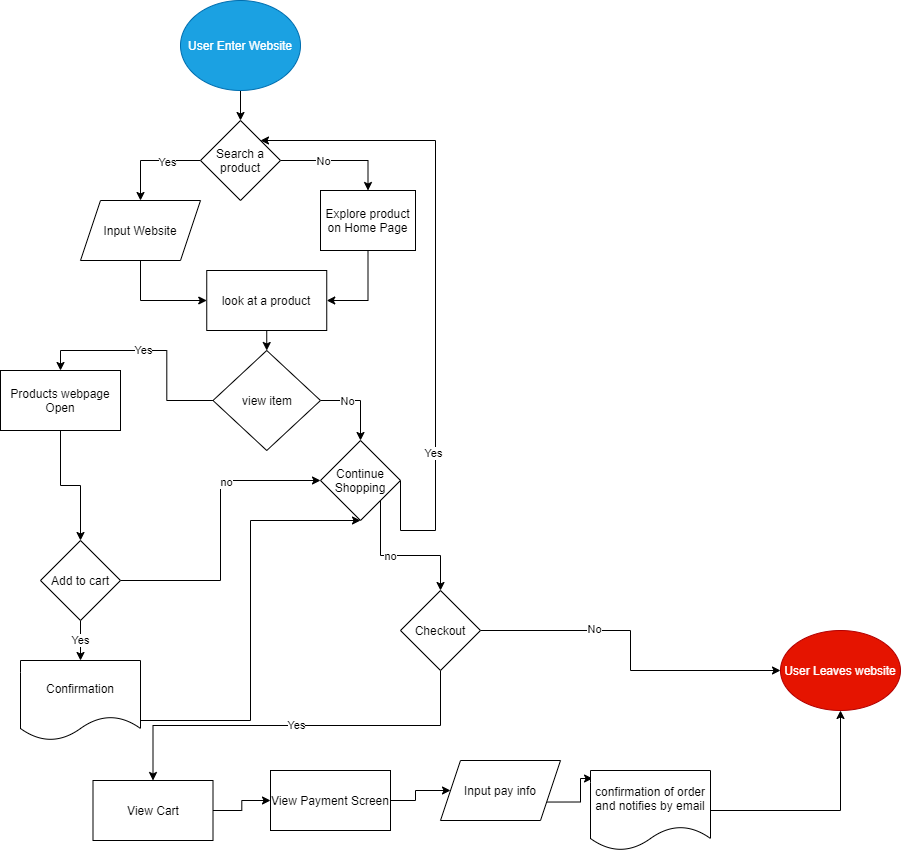 User Enter Website
Search a
product
Yes
No
Input Website
Explore product
on Home Page
look at a product
Yes
view item
No
Products webpage
Open
Continue
Shopping
Yes
no
no
Add to cart
Yes
Checkout
No
Confirmation
User Leaves website
Yes
View Cart
View Payment Screen
Input pay info
confirmation of order
and notifies by email